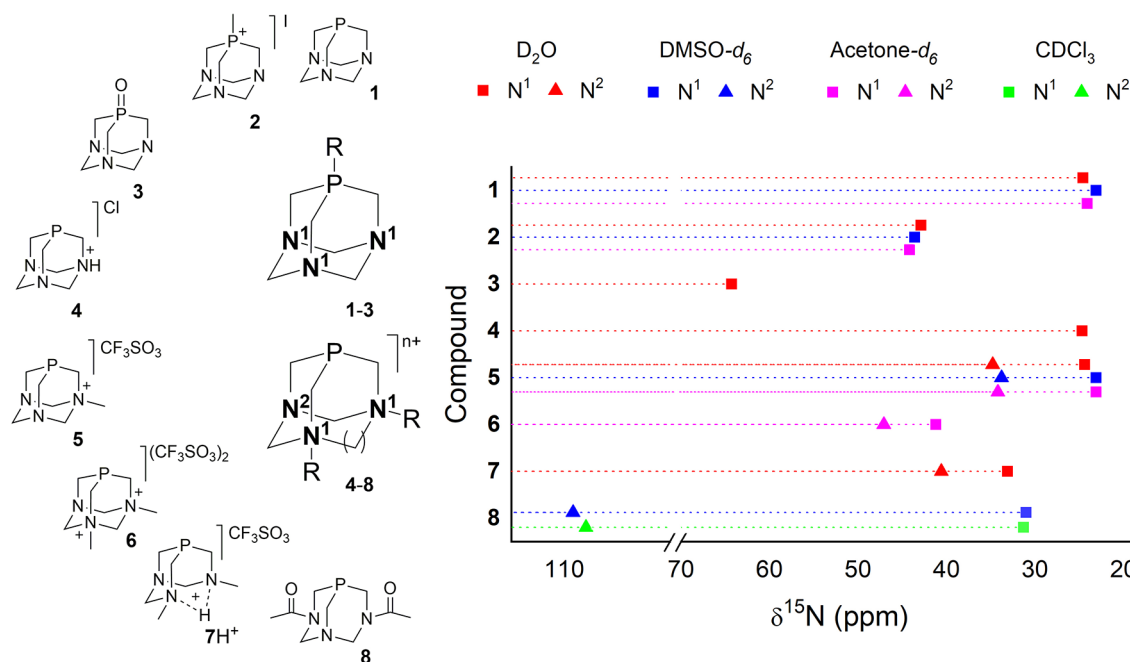 D₂O DMSO-d₆ Acetone-d₆ CDCl₃
N¹ N² N¹ N² N¹ N² N¹ N²
P⁺ N N N ] I
2
P N N N
1
O
P N N N
3
P N N NH ⁺ ] Cl
4
P N N N ⁺ ] CF₃SO₃
5
P N N ⁺ N ⁺ ](CF₃SO₃)₂
6
P N N H ⁺ ] CF₃SO₃
7H⁺
O P O
N N N
8
R
P
N¹ N¹
N¹
1-3
P ] n+
N² N¹
N¹ R
R
4-8
Compound
1
2
3
4
5
6
7
8
110 70 60 50 40 30 20
δ¹⁵N (ppm)